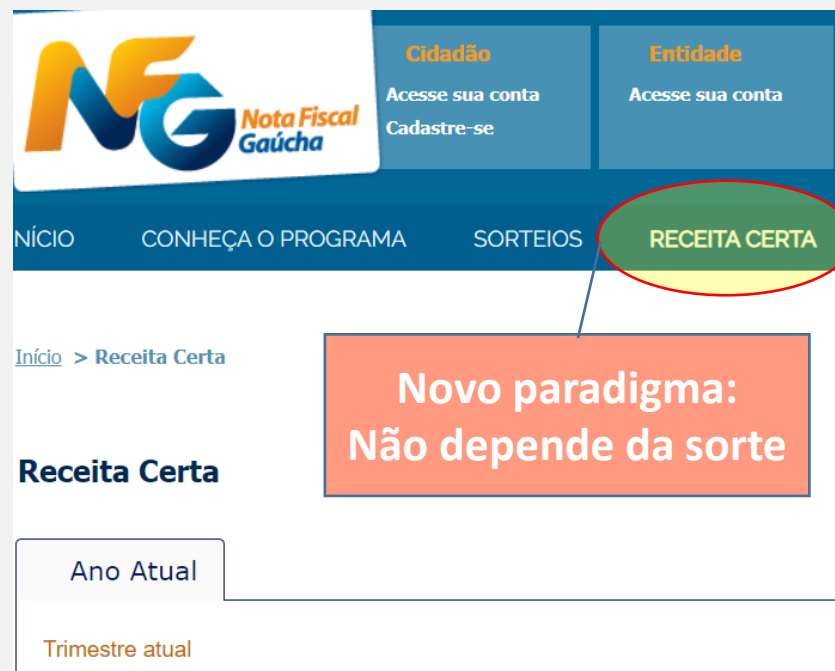 Nota Fiscal
Gaúcha
Cidadão
Acesse sua conta
Cadastre-se
Entidade
Acesse sua conta
NÍCIO CONHEÇA O PROGRAMA SORTEIOS RECEITA CERTA
Início > Receita Certa
Novo paradigma:
Não depende da sorte
Receita Certa
Ano Atual
Trimestre atual